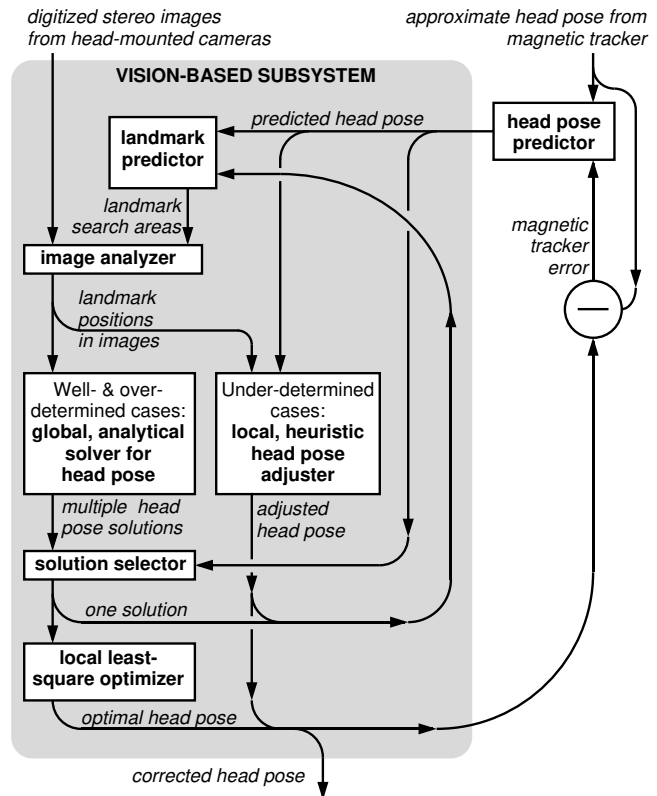 digitized stereo images
from head-mounted cameras
approximate head pose from
magnetic tracker
VISION-BASED SUBSYSTEM
landmark
predictor
predicted head pose
head pose
predictor
landmark
search areas
magnetic
tracker
error
image analyzer
landmark
positions
in images
Well- & over-
determined cases:
global, analytical
solver for
head pose
Under-determined
cases:
local, heuristic
head pose
adjuster
multiple head
pose solutions
adjusted
head pose
solution selector
one solution
local least-
square optimizer
optimal head pose
corrected head pose